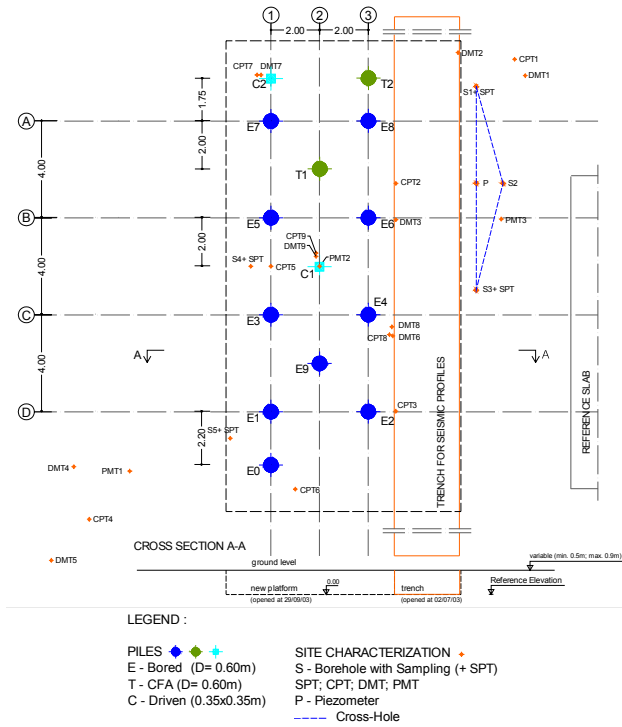 1 2 3
2.00 2.00
DMT2
CPT1
CPT7 DMT7
DMT1
C2 T2
S1+ SPT
1.75
A
E7 E8
2.00
4.00
T1
CPT2 P S2
B
E5 E6 DMT3 PMT3
2.00
CPT9
DMT9
PMT2
S4+ SPT CPT5
C1
4.00
S3+ SPT
E4
C
E3
DMT8
CPT8 DMT6
A A
E9
4.00
TRENCH FOR SEISMIC PROFILES
REFERENCE SLAB
CPT3
D
E1 E2
2.20
S5+ SPT
DMT4 PMT1
E0
CPT6
CPT4
CROSS SECTION A-A
DMT5
variable (min. 0.5m; max. 0.9m)
ground level
new platform 0.00 trench Reference Elevation
(opened at 29/09/03) (opened at 02/07/03)
LEGEND :
PILES
E - Bored (D= 0.60m)
T - CFA (D= 0.60m)
C - Driven (0.35x0.35m)
SITE CHARACTERIZATION
S - Borehole with Sampling (+ SPT)
SPT; CPT; DMT; PMT
P - Piezometer
Cross-Hole